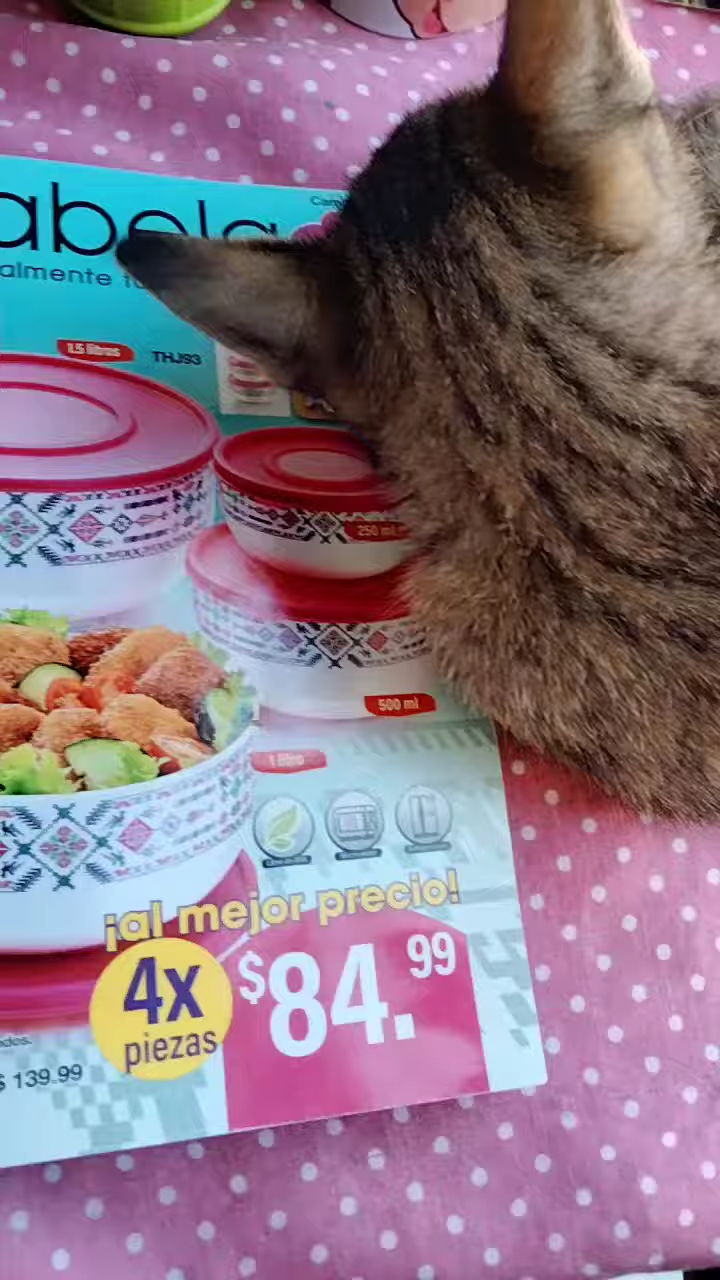 abela
almente
1.5 litros
THJ93
250 ml
500 ml
1 litro
¡al mejor precio!
4x
piezas
$84.99
$ 139.99